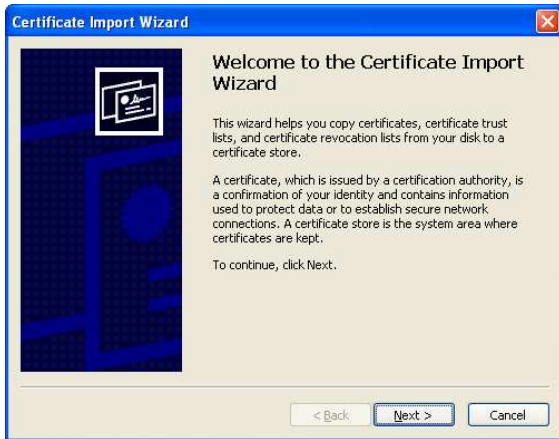 Certificate Import Wizard
Welcome to the Certificate Import
Wizard
This wizard helps you copy certificates, certificate trust
lists, and certificate revocation lists from your disk to a
certificate store.
A certificate, which is issued by a certification authority, is
a confirmation of your identity and contains information
used to protect data or to establish secure network
connections. A certificate store is the system area where
certificates are kept.
To continue, click Next.
< Back Next > Cancel